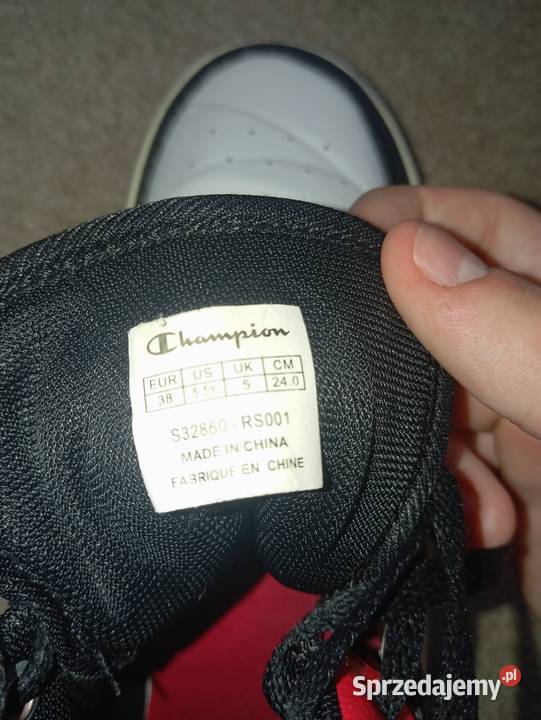 Champion
EUR US UK CM
38 5.5Y 5 24.0
S32860 - RS001
MADE IN CHINA
FABRIQUE EN CHINE
Sprzedajemy.pl